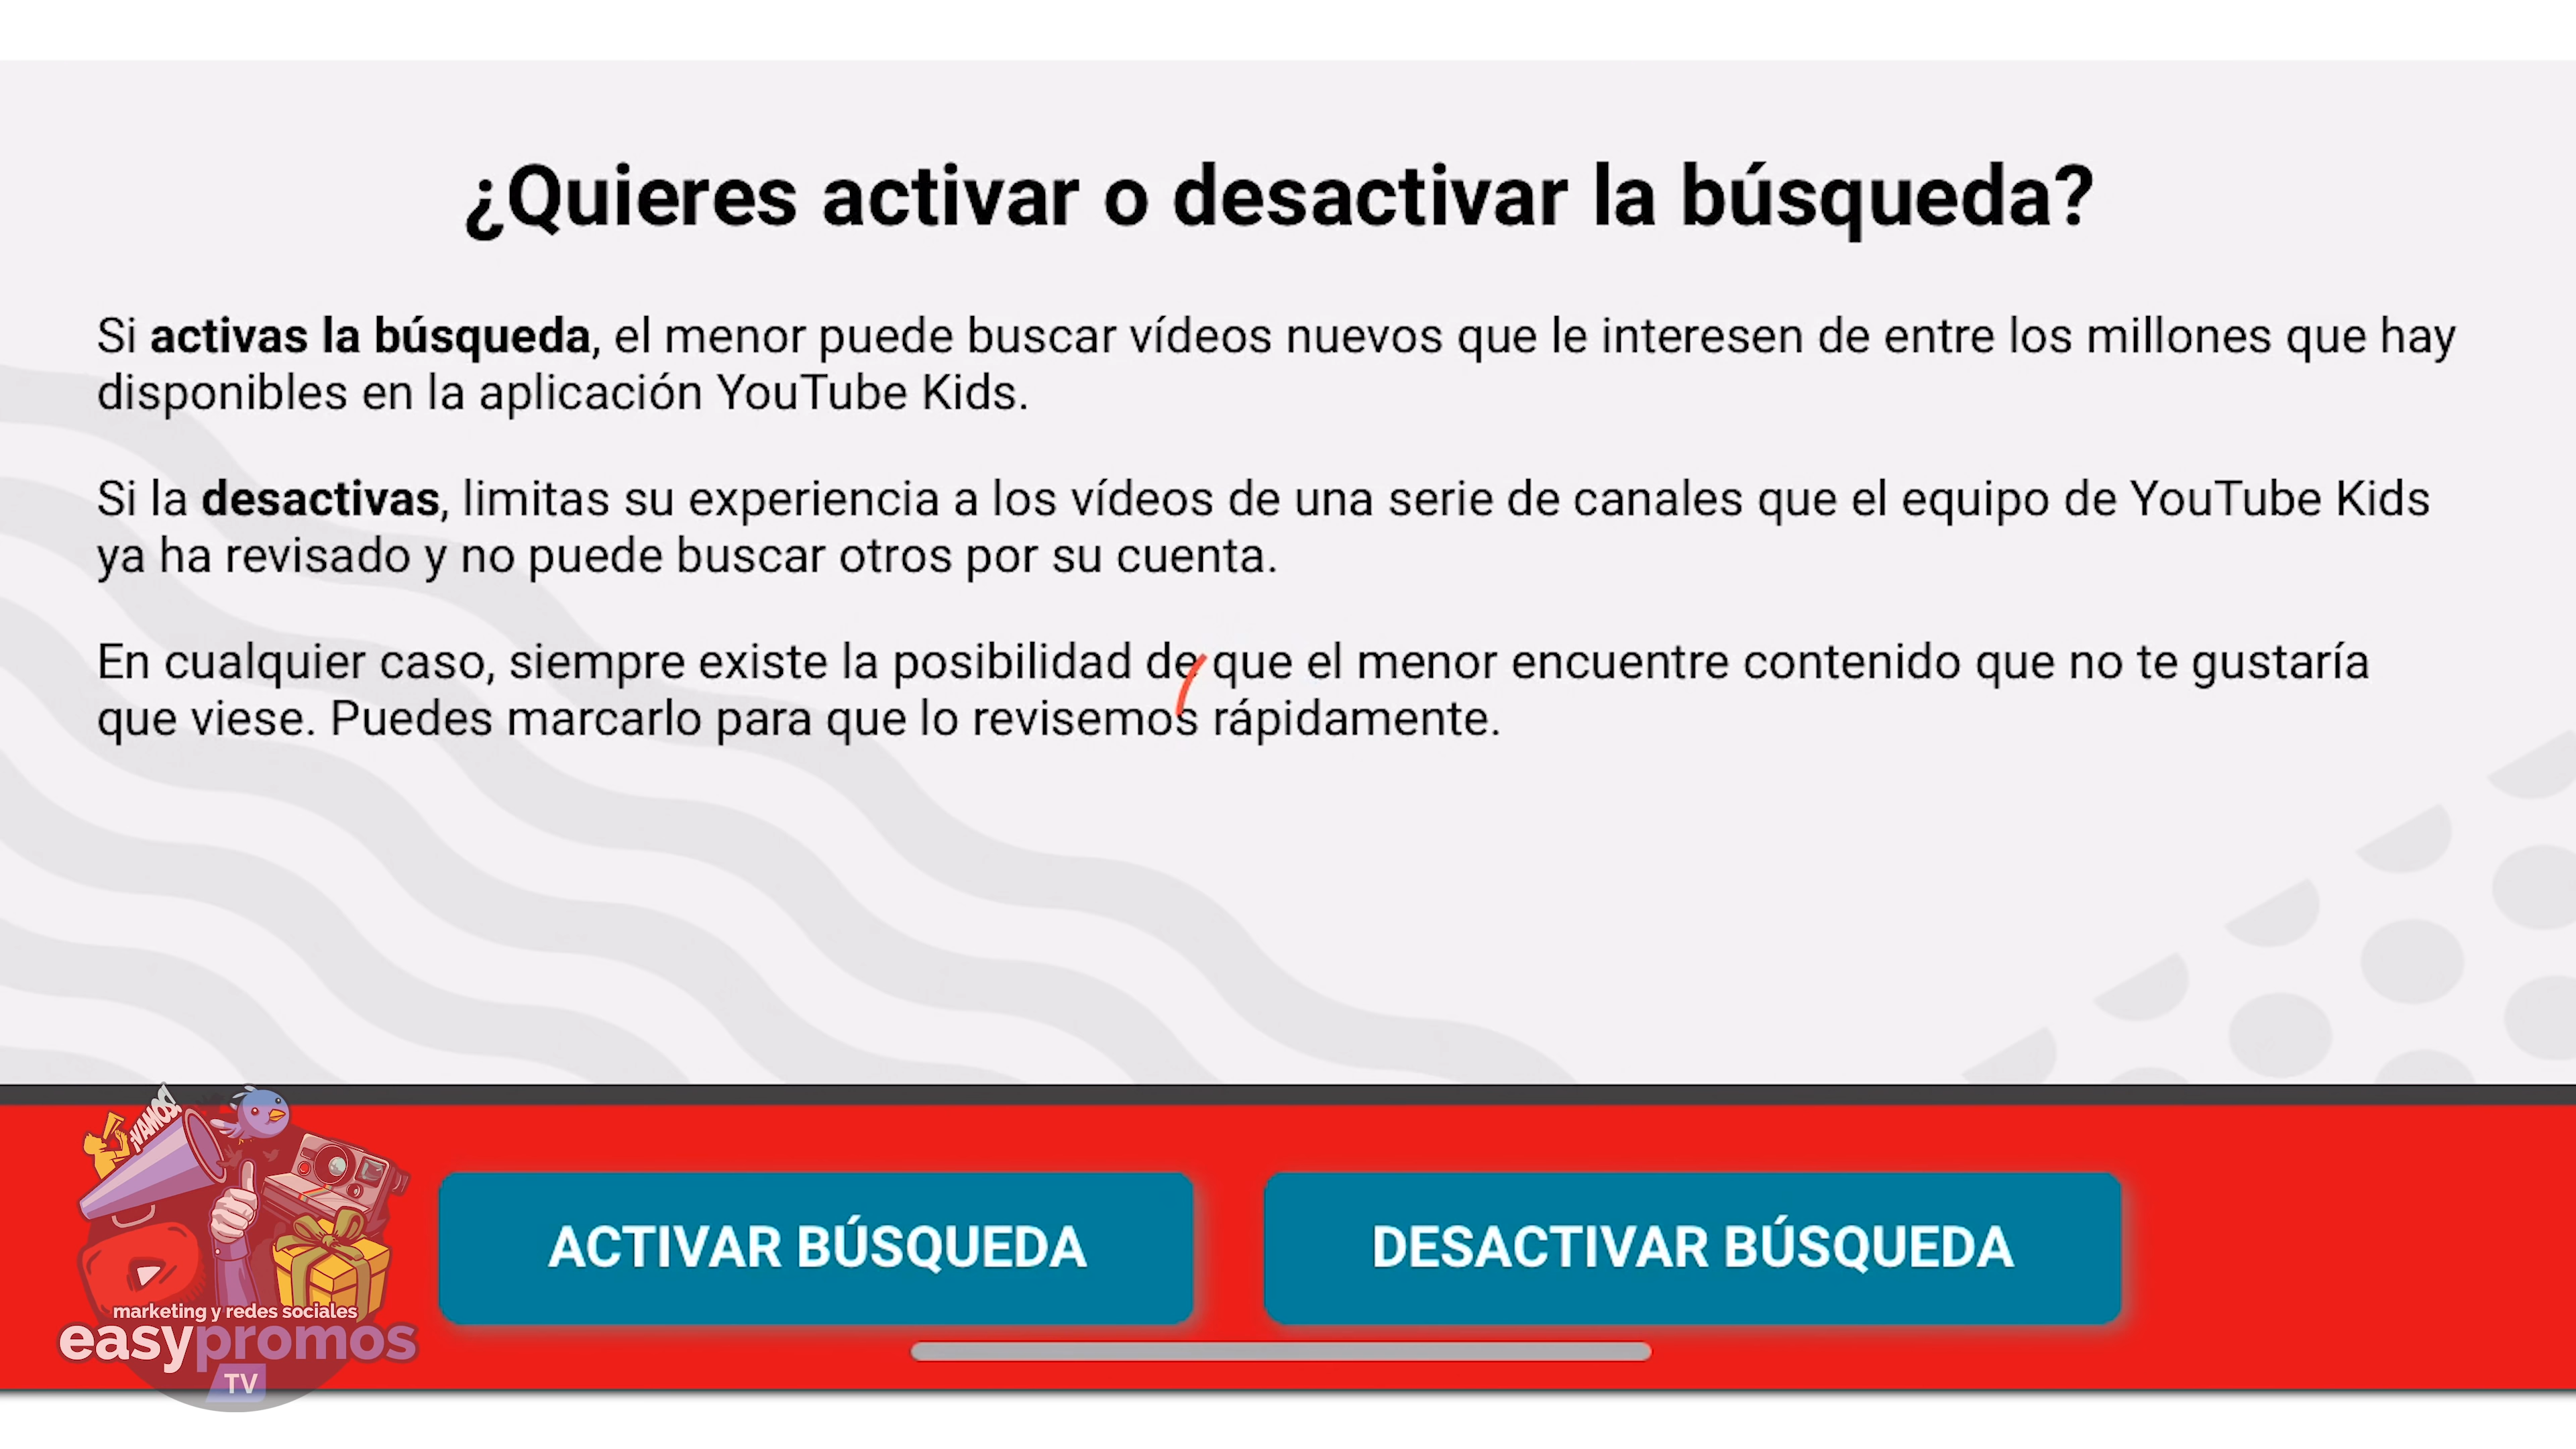 ¿Quieres activar o desactivar la búsqueda?
Si activas la búsqueda, el menor puede buscar vídeos nuevos que le interesen de entre los millones que hay
disponibles en la aplicación YouTube Kids.
Si la desactivas, limitas su experiencia a los vídeos de una serie de canales que el equipo de YouTube Kids
ya ha revisado y no puede buscar otros por su cuenta.
En cualquier caso, siempre existe la posibilidad de que el menor encuentre contenido que no te gustaría
que viese. Puedes marcarlo para que lo revisemos rápidamente.
¡VAMOS!
ACTIVAR BÚSQUEDA
DESACTIVAR BÚSQUEDA
marketing y redes sociales
easypromos
TV